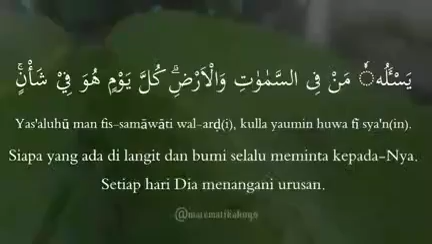 يَسْـَٔلُهٗ مَنْ فِى السَّمٰوٰتِ وَالْاَرْضِۗ كُلَّ يَوْمٍ هُوَ فِيْ شَأْنٍۚ
Yas'aluhū man fis-samāwāti wal-arḍ(i), kulla yaumin huwa fī sya'n(in).
Siapa yang ada di langit dan bumi selalu meminta kepada-Nya.
Setiap hari Dia menangani urusan.